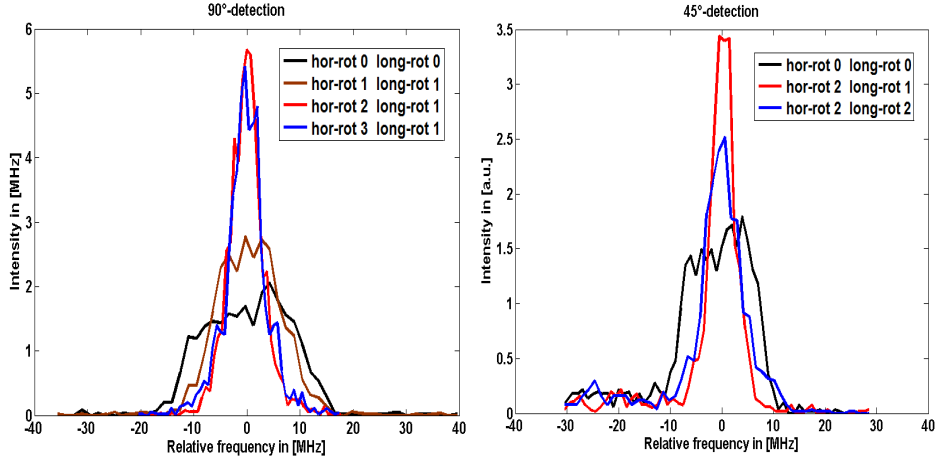 90°-detection
Intensity in [MHz]
6
5
4
3
2
1
0
hor-rot 0 long-rot 0
hor-rot 1 long-rot 1
hor-rot 2 long-rot 1
hor-rot 3 long-rot 1
-40 -30 -20 -10 0 10 20 30 40
Relative frequency in [MHz]
45°-detection
Intensity in [a.u.]
3.5
3
2.5
2
1.5
1
0.5
0
hor-rot 0 long-rot 0
hor-rot 2 long-rot 1
hor-rot 2 long-rot 2
-40 -30 -20 -10 0 10 20 30 40
Relative frequency in [MHz]